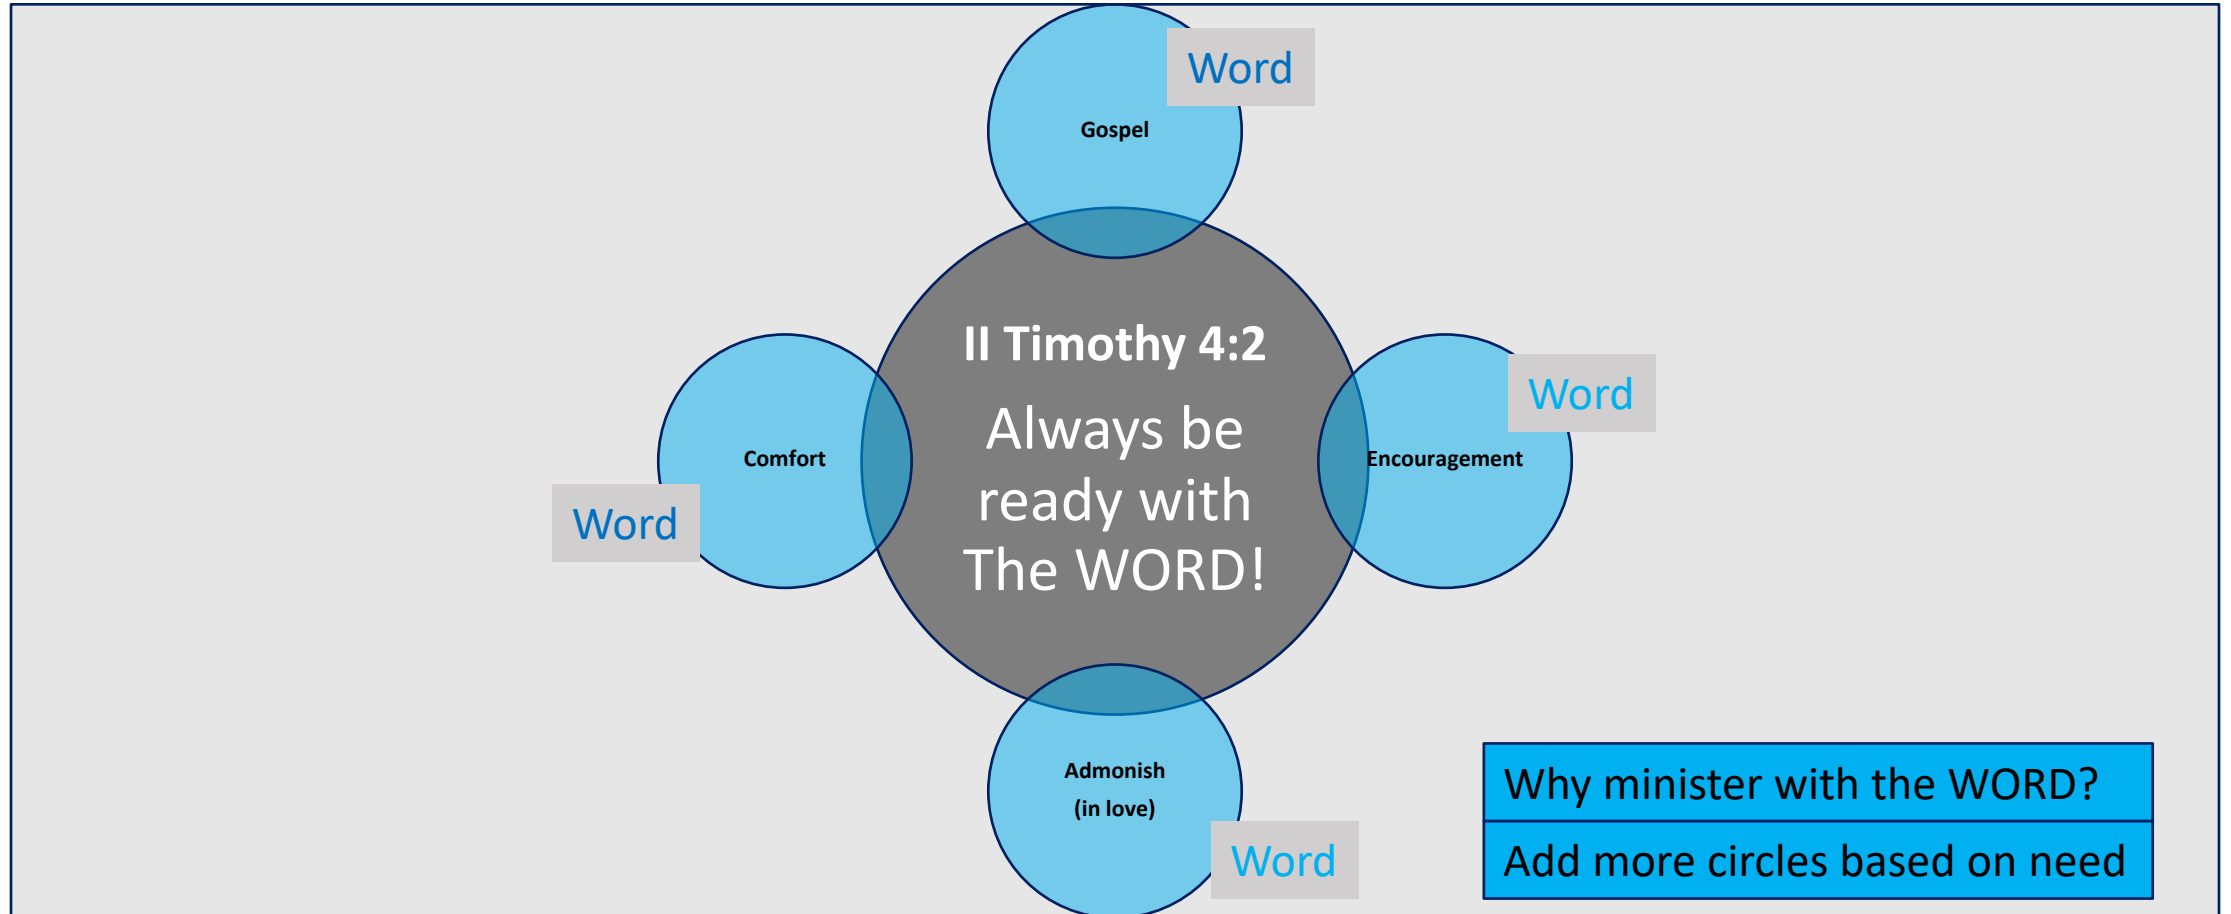 Word
Gospel
II Timothy 4:2
Always be
ready with
The WORD!
Word
Encouragement
Comfort
Word
Admonish
(in love)
Word
Why minister with the WORD?
Add more circles based on need